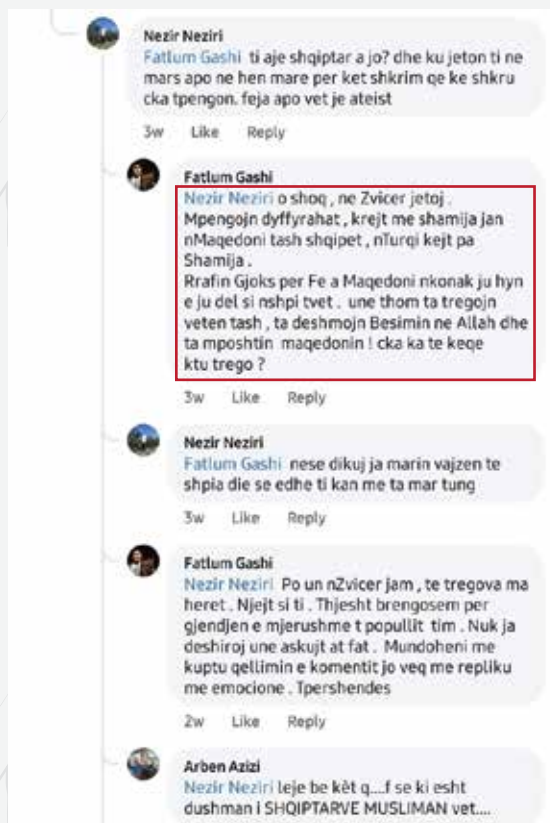 Nezir Neziri
Fatlum Gashi ti aje shqiptar a jo? dhe ku jeton ti ne
mars apo ne hen mare per ket shkrim qe ke shkru
cka tpengon. feja apo vet je ateist
3w Like Reply
Fatlum Gashi
Nezir Neziri o shoq , ne Zvicer jetoj .
Mpengojn dyffyrahat , krejt me shamija jan
nMaqedoni tash shqipet , nTurqi kejt pa
Shamija .
Rrafin Gjoks per Fe a Maqedoni nkonak ju hyn
e ju del si nshpi tvet . une thom ta tregojn
veten tash , ta deshmojn Besimin ne Allah dhe
ta mposhtin maqedonin ! cka ka te keqe
ktu trego ?
3w Like Reply
Nezir Neziri
Fatlum Gashi nese dikuj ja marin vajzen te
shpia die se edhe ti kan me ta mar tung
3w Like Reply
Fatlum Gashi
Nezir Neziri Po un nZvicer jam , te tregova ma
heret . Njejt si ti . Thjesht brengosem per
gjendjen e mjerushme t popullit tim . Nuk ja
deshiroj une askujt at fat . Mundoheni me
kuptu qellimin e komentit jo veq me repliku
me emocione . Tpershendes
2w Like Reply
Arben Azizi
Nezir Neziri leje be kèt q...f se ki esht
dushman i SHQIPTARVE MUSLIMAN vet....